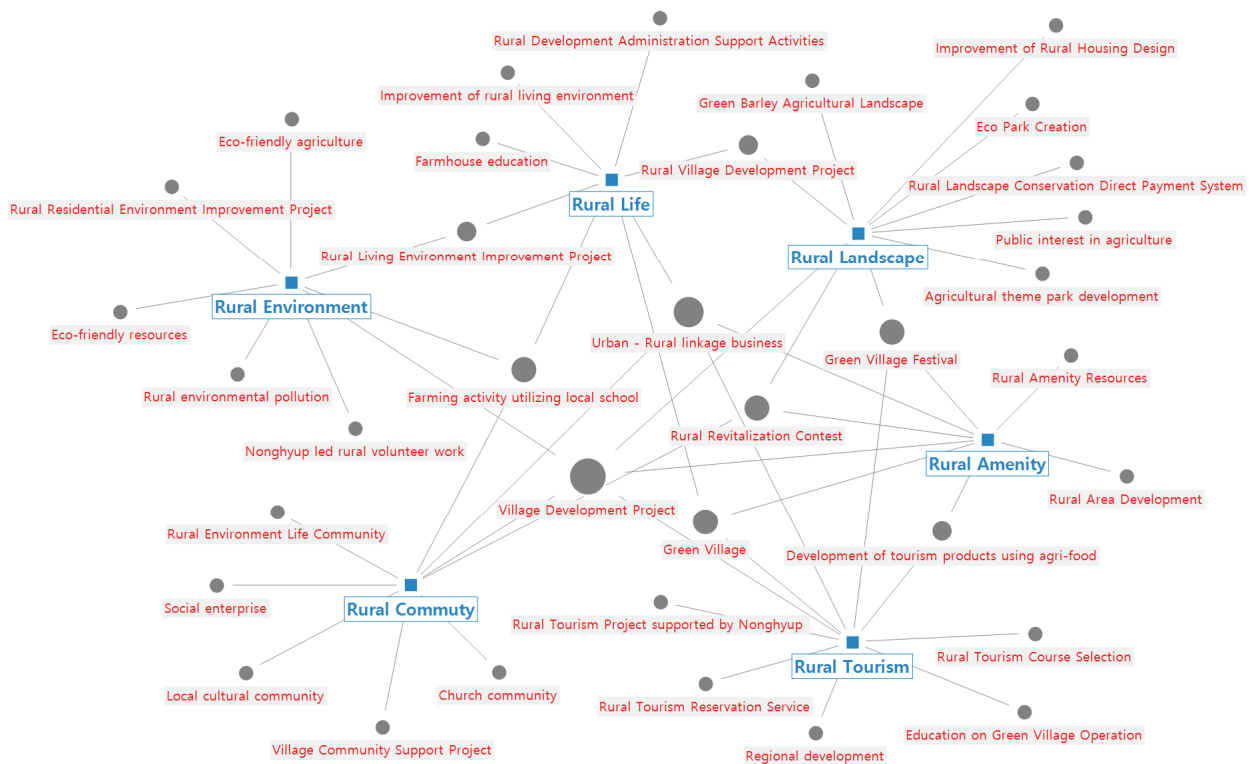 Rural Development Administration Support Activities
Improvement of Rural Housing Design
Improvement of rural living environment
Green Barley Agricultural Landscape
Eco Park Creation
Eco-friendly agriculture
Farmhouse education
Rural Village Development Project
Rural Landscape Conservation Direct Payment System
Rural Residential Environment Improvement Project
Rural Life
Public interest in agriculture
Rural Living Environment Improvement Project
Rural Landscape
Agricultural theme park development
Rural Environment
Eco-friendly resources
Urban - Rural linkage business
Green Village Festival
Rural Amenity Resources
Rural environmental pollution
Farming activity utilizing local school
Rural Revitalization Contest
Nonghyup led rural volunteer work
Rural Amenity
Rural Area Development
Village Development Project
Rural Environment Life Community
Green Village
Development of tourism products using agri-food
Social enterprise
Rural Commuty
Rural Tourism Project supported by Nonghyup
Rural Tourism Course Selection
Rural Tourism
Local cultural community
Church community
Rural Tourism Reservation Service
Education on Green Village Operation
Village Community Support Project
Regional development